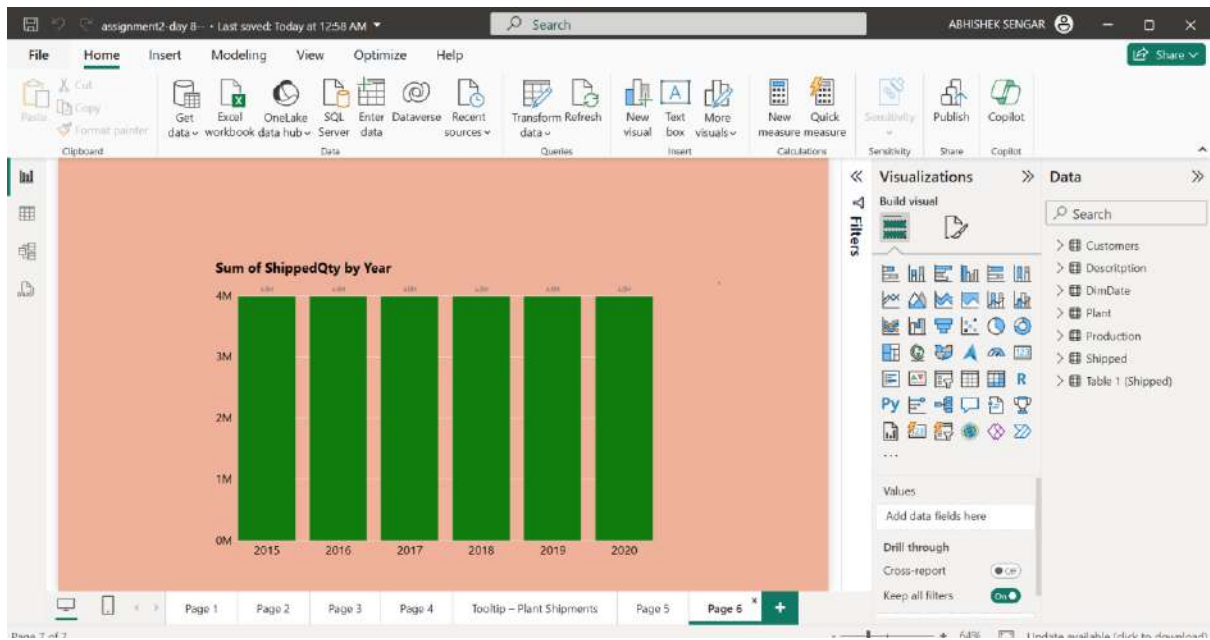 assignment2-day 8-- • Last saved: Today at 12:58 AM
Search
ABHISHEK SENGAR
File Home Insert Modeling View Optimize Help
Share
Paste
Cut
Copy
Format painter
Clipboard
Get data
Excel workbook
OneLake data hub
SQL Server
Enter data
Dataverse
Recent sources
Data
Transform data
Refresh
Queries
New visual
Text box
More visuals
Insert
New measure
Quick measure
Calculations
Sensitivity
Sensitivity
Publish
Share
Copilot
Copilot
Filters
Sum of ShippedQty by Year
4M
3M
2M
1M
0M
2015 2016 2017 2018 2019 2020
Visualizations
Build visual
R
Py
123
...
Values
Add data fields here
Drill through
Cross-report
Off
Keep all filters
On
Data
Search
Customers
Descritption
DimDate
Plant
Production
Shipped
Table 1 (Shipped)
Page 1 Page 2 Page 3 Page 4 Tooltip – Plant Shipments Page 5 Page 6
Page 7 of 7
64%
Update available (click to download)